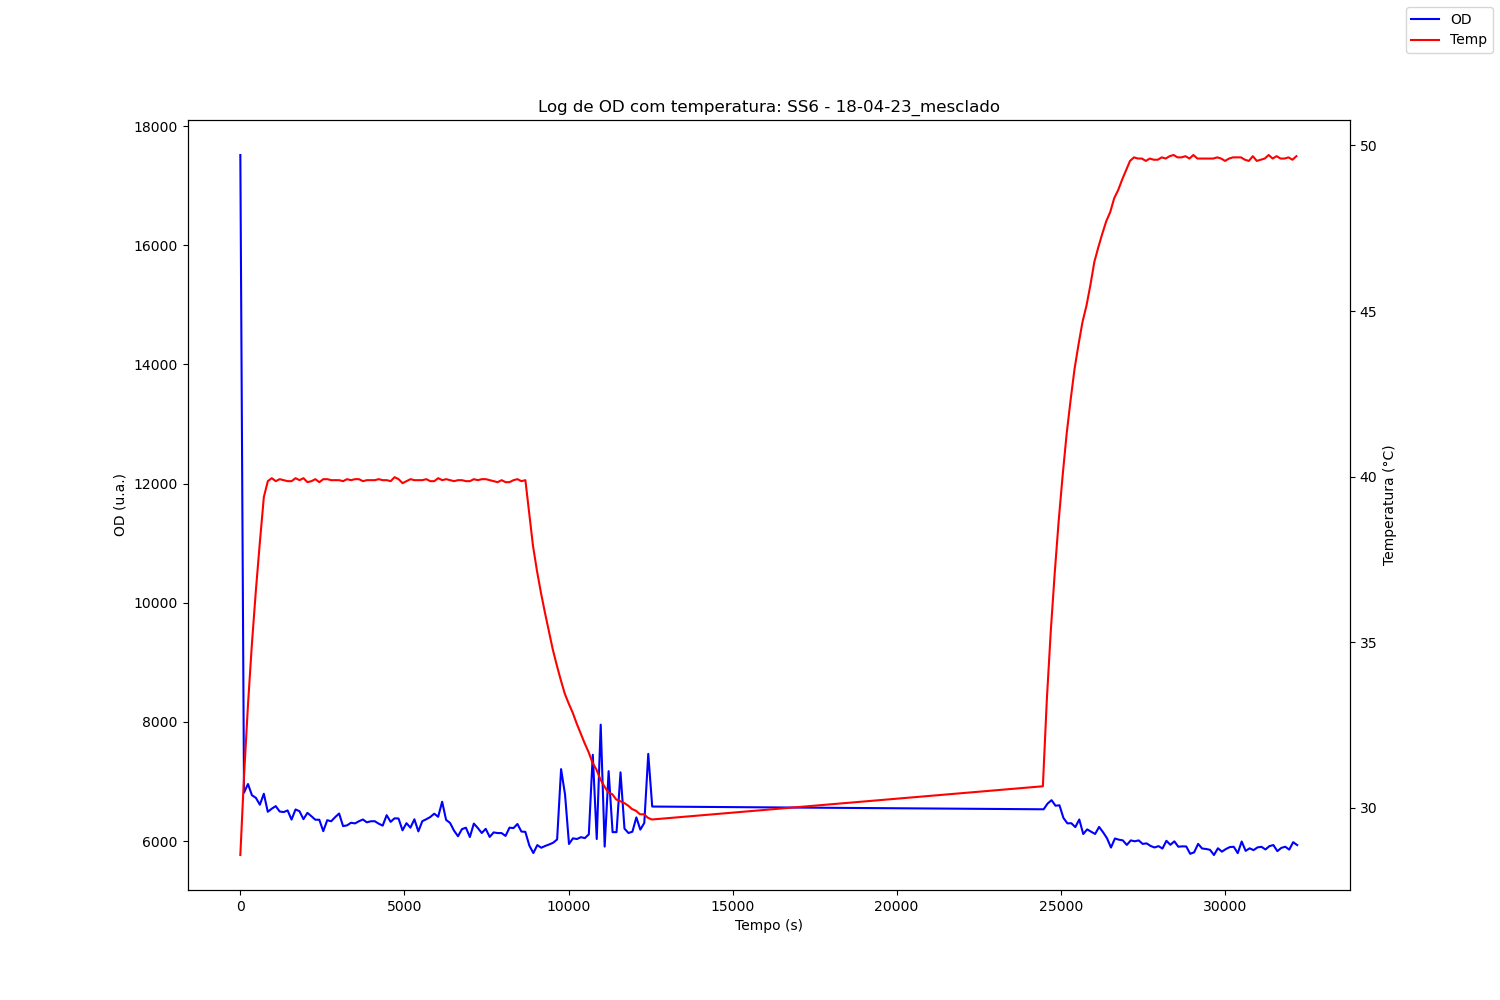 OD
Temp
Log de OD com temperatura: SS6 - 18-04-23_mesclado
18000
16000
14000
12000
10000
8000
6000
OD (u.a.)
50
45
40
35
30
Temperatura (°C)
0 5000 10000 15000 20000 25000 30000
Tempo (s)